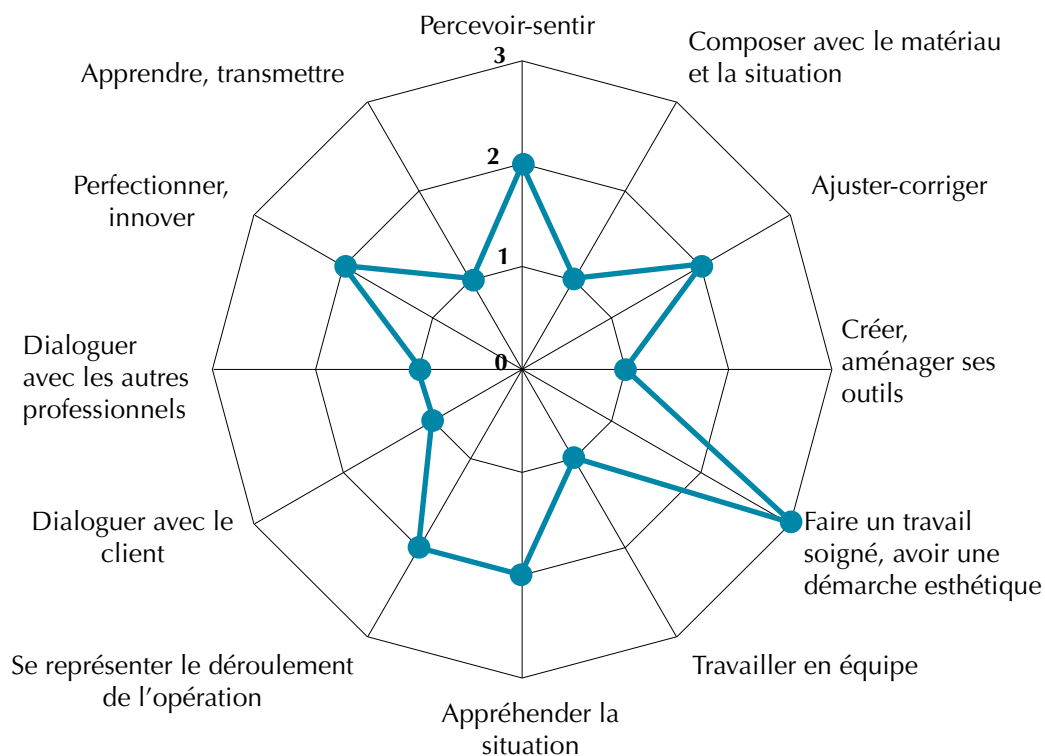 Percevoir-sentir
3
2
1
0
Composer avec le matériau
et la situation
Ajuster-corriger
Créer,
aménager ses
outils
Faire un travail
soigné, avoir une
démarche esthétique
Travailler en équipe
Appréhender la
situation
Se représenter le déroulement
de l’opération
Dialoguer avec le
client
Dialoguer
avec les autres
professionnels
Perfectionner,
innover
Apprendre, transmettre